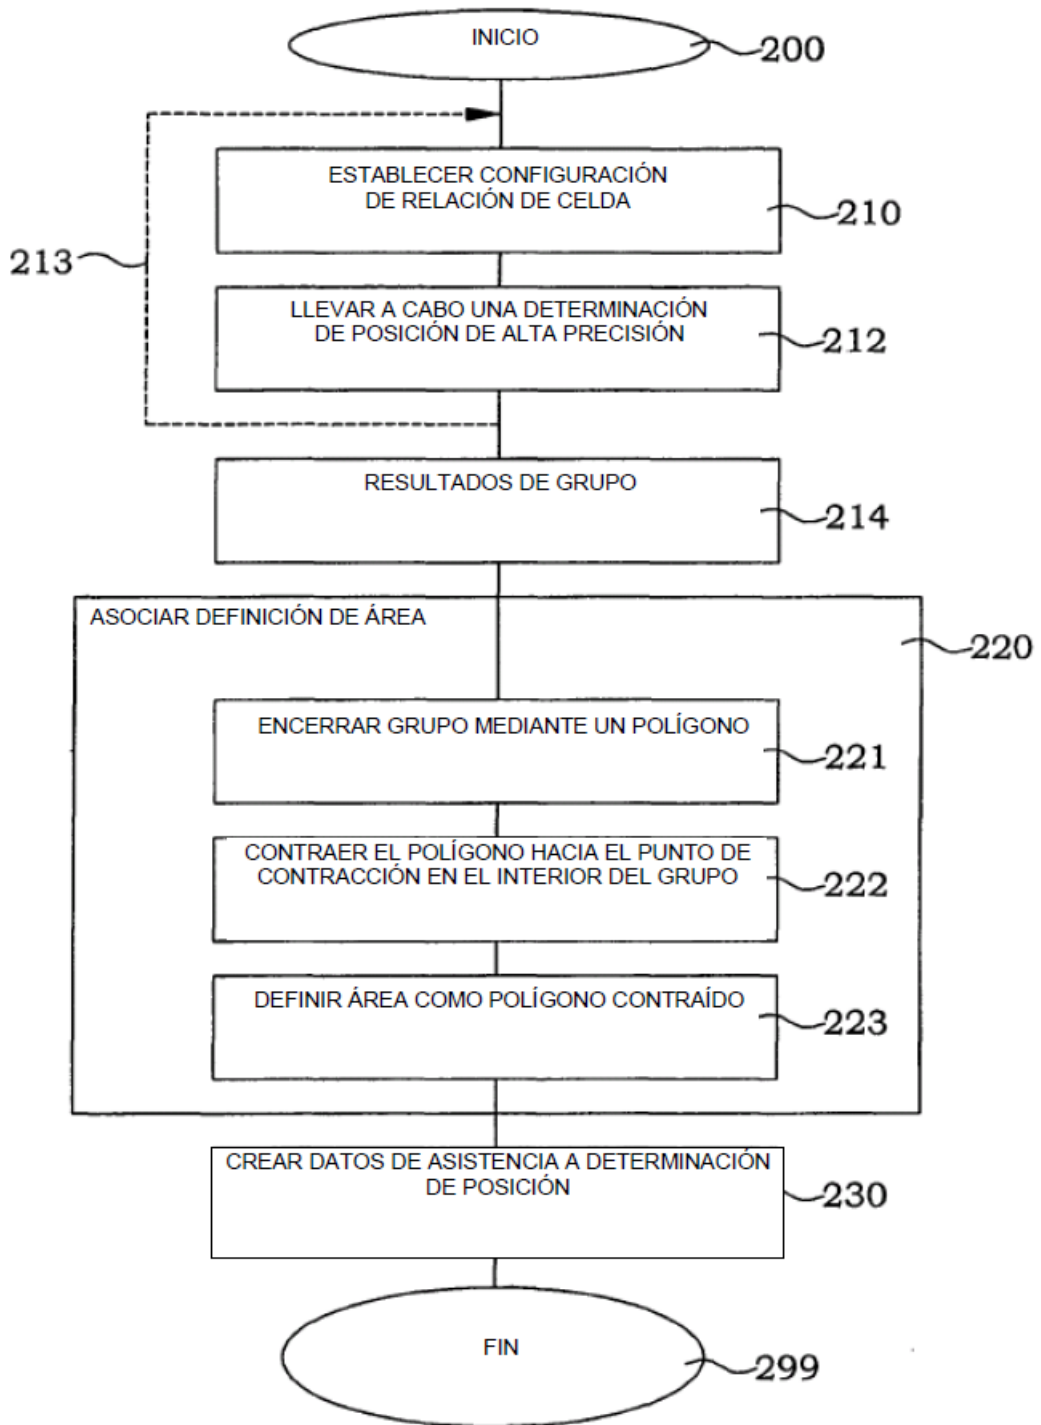 INICIO
200
ESTABLECER CONFIGURACIÓN
DE RELACIÓN DE CELDA
210
213
LLEVAR A CABO UNA DETERMINACIÓN
DE POSICIÓN DE ALTA PRECISIÓN
212
RESULTADOS DE GRUPO
214
ASOCIAR DEFINICIÓN DE ÁREA
220
ENCERRAR GRUPO MEDIANTE UN POLÍGONO
221
CONTRAER EL POLÍGONO HACIA EL PUNTO DE
CONTRACCIÓN EN EL INTERIOR DEL GRUPO
222
DEFINIR ÁREA COMO POLÍGONO CONTRAÍDO
223
CREAR DATOS DE ASISTENCIA A DETERMINACIÓN
DE POSICIÓN
230
FIN
299